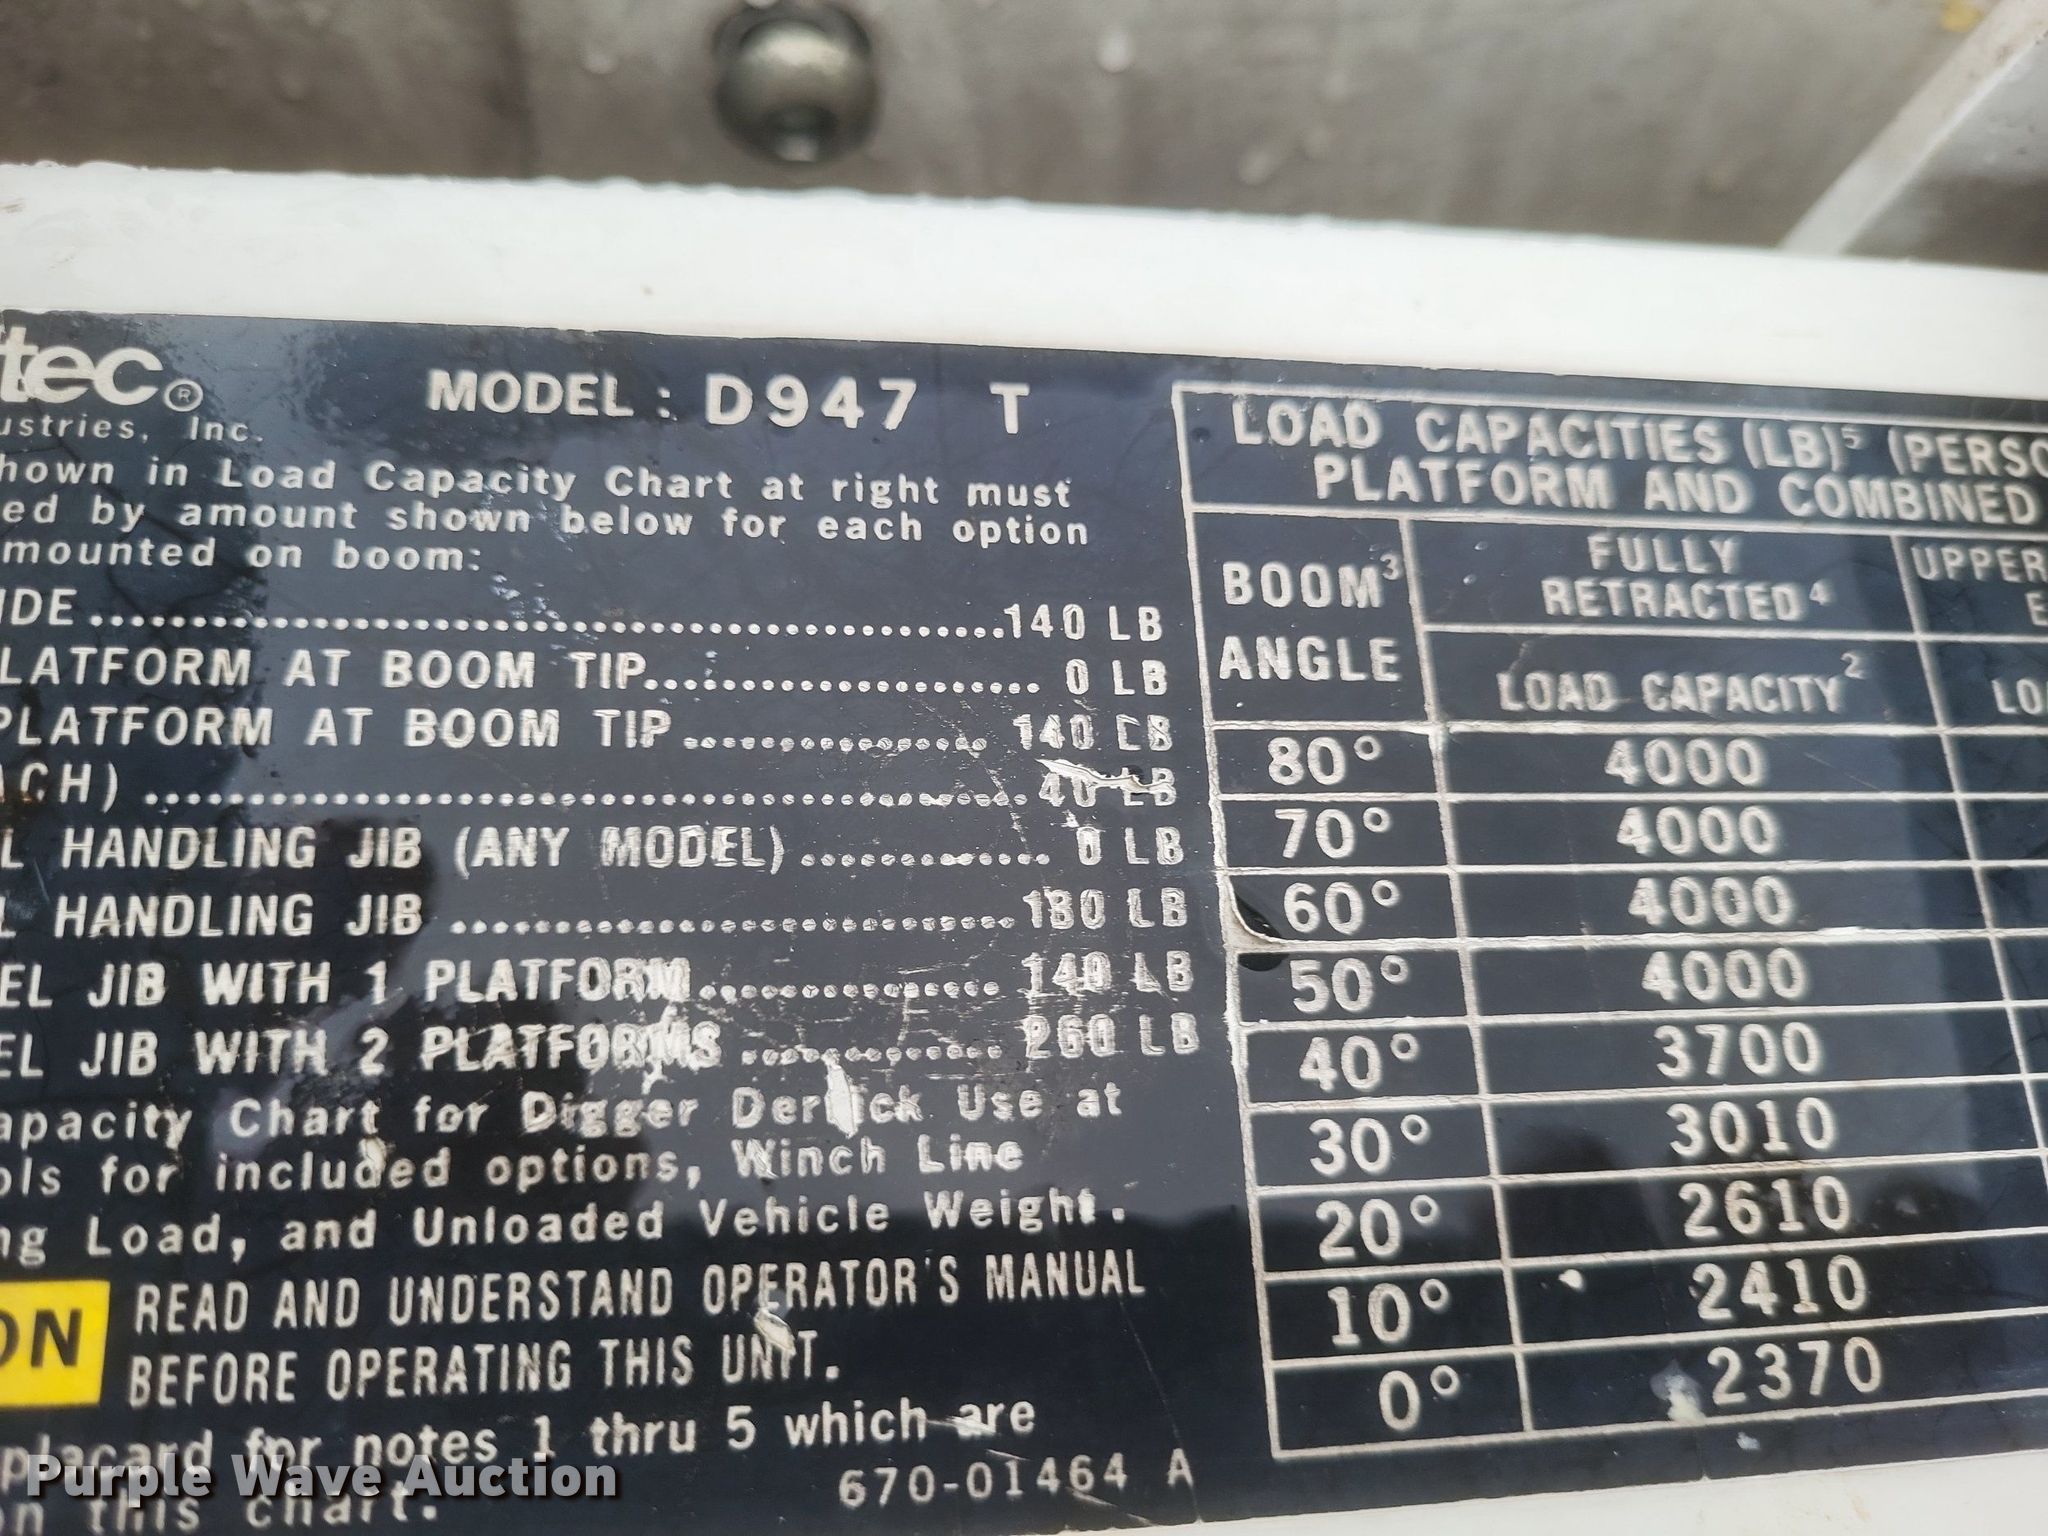 tec®
ustries, Inc.
MODEL: D947 T
hown in Load Capacity Chart at right must
ed by amount shown below for each option
mounted on boom:
IDE 140 LB
LATFORM AT BOOM TIP 0 LB
PLATFORM AT BOOM TIP 140 LB
ACH) 40 LB
L HANDLING JIB (ANY MODEL) 0 LB
L HANDLING JIB LB
EL JIB WITH 1 PLATFORM 140 LB
EL JIB WITH 2 PLATFORMS 260 LB
apacity Chart for Digger Derrick Use at
ols for included options, Winch Line
ng Load, and Unloaded Vehicle Weight.
ON
READ AND UNDERSTAND OPERATOR'S MANUAL
BEFORE OPERATING THIS UNIT.
placard for notes 1 thru 5 which are
on this chart.
670-01464 A
LOAD CAPACITIES (LB)⁵ (PERSO
PLATFORM AND COMBINED
BOOM³ ANGLE
FULLY
RETRACTED⁴
UPPER
E
LOAD CAPACITY²
LO
80° 4000
70° 4000
60° 4000
50° 4000
40° 3700
30° 3010
20° 2610
10° 2410
0° 2370
Purple Wave Auction